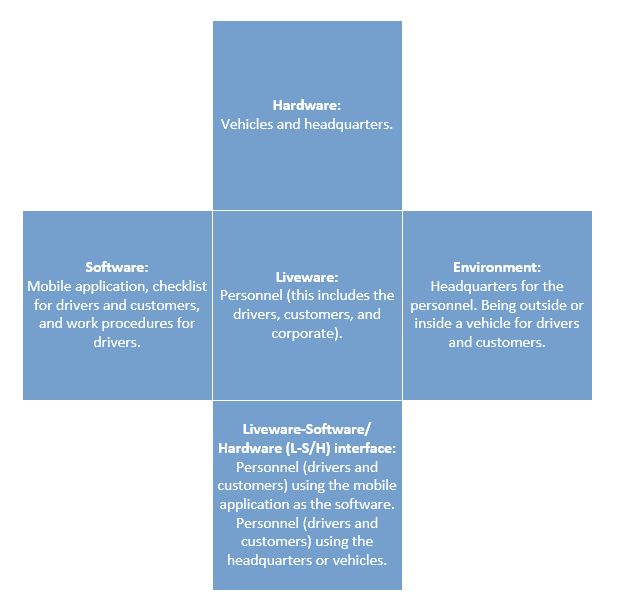 Hardware:
Vehicles and headquarters.
Software:
Mobile application, checklist
for drivers and customers,
and work procedures for
drivers.
Liveware:
Personnel (this includes the
drivers, customers, and
corporate).
Environment:
Headquarters for the
personnel. Being outside or
inside a vehicle for drivers
and customers.
Liveware-Software/
Hardware (L-S/H) interface:
Personnel (drivers and
customers) using the mobile
application as the software.
Personnel (drivers and
customers) using the
headquarters or vehicles.